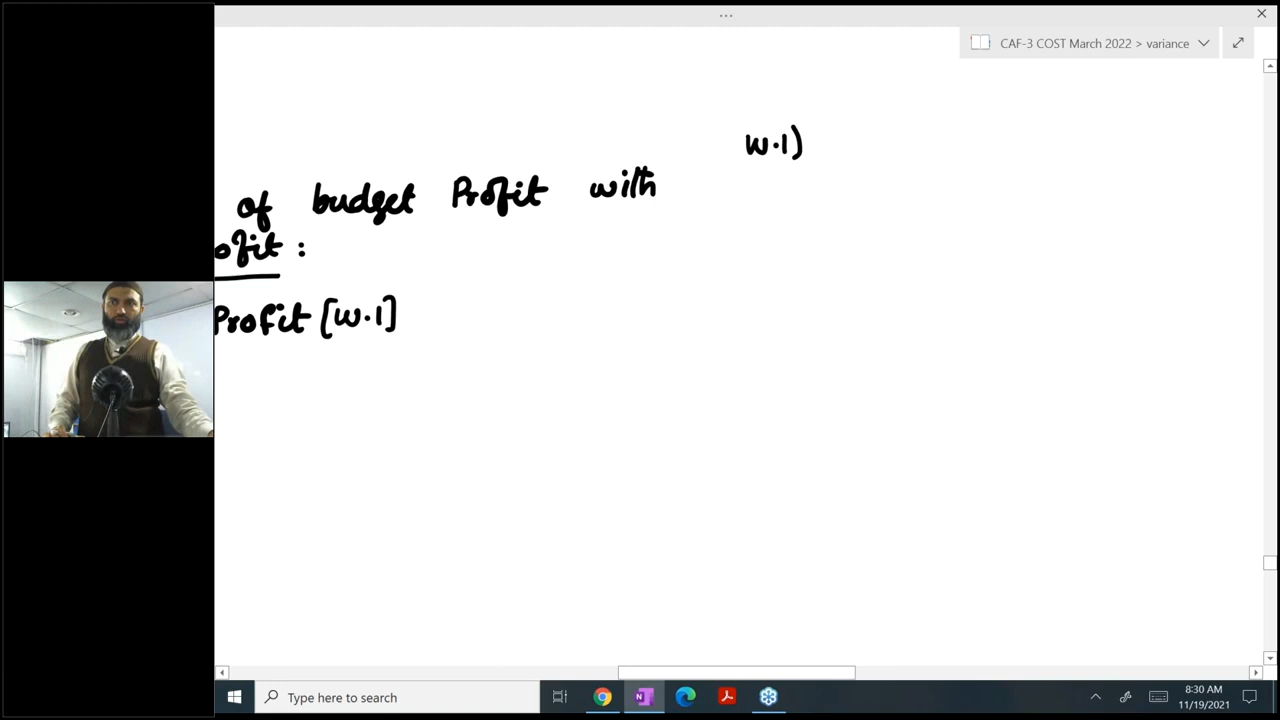 ...
CAF-3 COST March 2022 > variance
w.1)
of budget Profit with
ofit :
Profit [w.1]
Type here to search
N
8:30 AM
11/19/2021